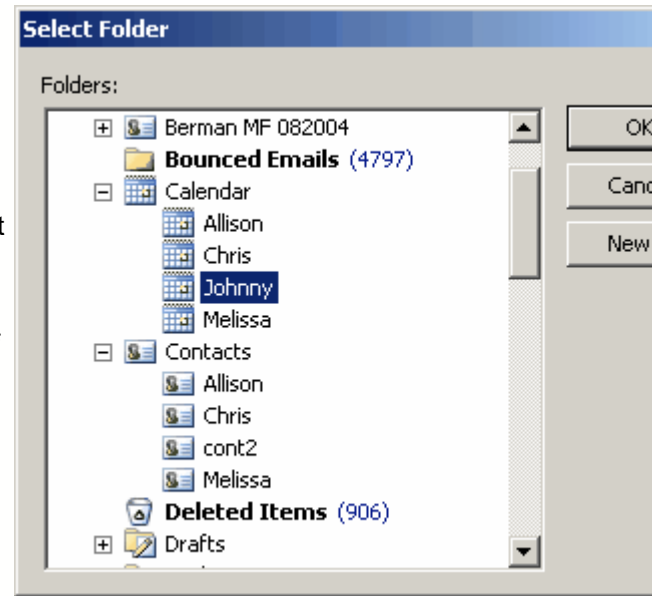 Select Folder
Folders:
Berman MF 082004
Bounced Emails (4797)
Calendar
Allison
Chris
Johnny
Melissa
Contacts
Allison
Chris
cont2
Melissa
Deleted Items (906)
Drafts
OK
Canc
New
t